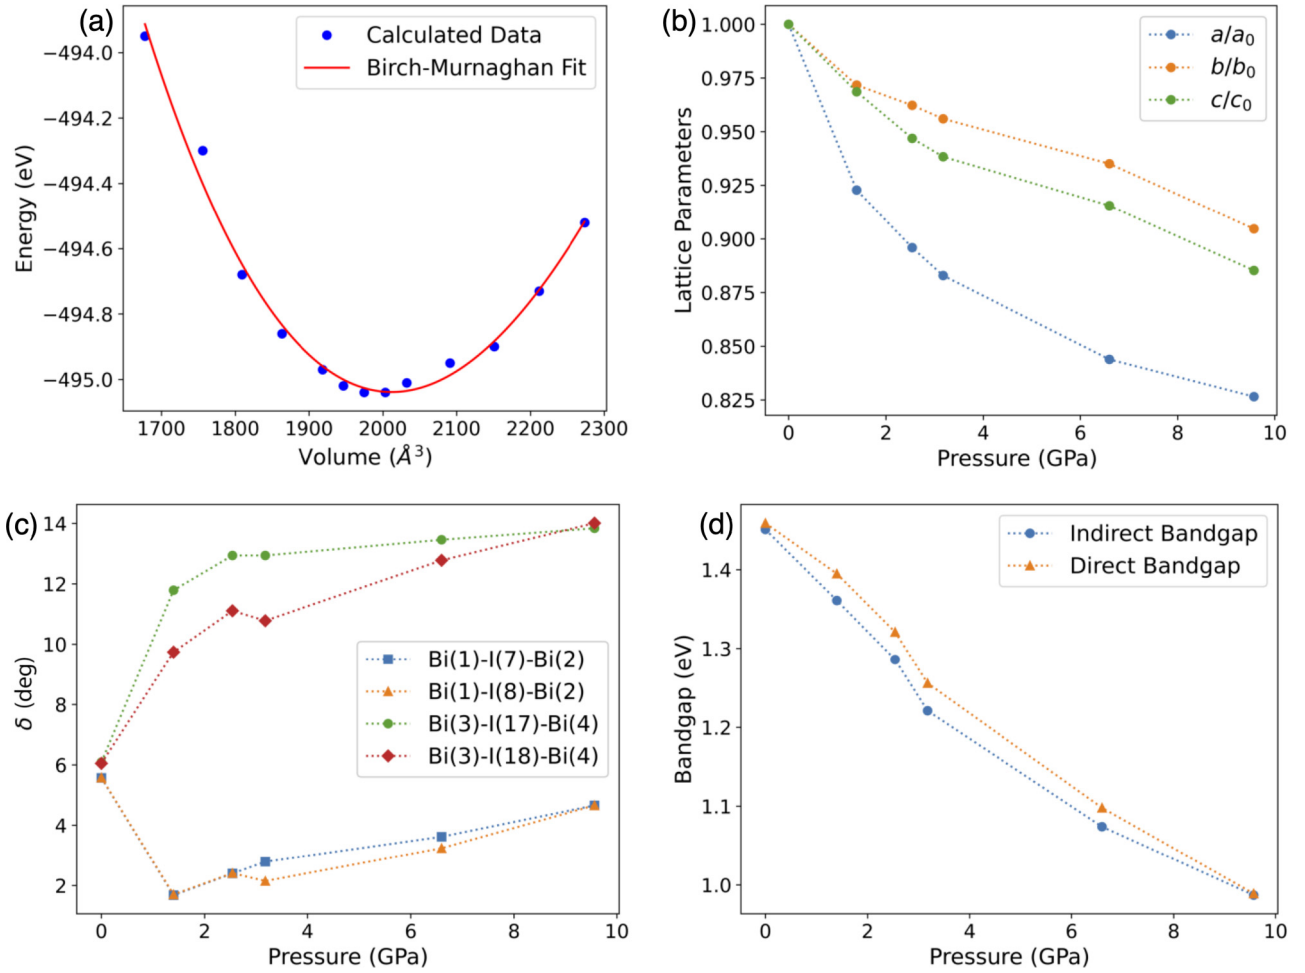 (a)
Calculated Data
Birch-Murnaghan Fit
−494.0
−494.2
−494.4
−494.6
−494.8
−495.0
Energy (eV)
1700 1800 1900 2000 2100 2200 2300
Volume (Å³)
(b)
a/a₀
b/b₀
c/c₀
1.000
0.975
0.950
0.925
0.900
0.875
0.850
0.825
Lattice Parameters
0 2 4 6 8 10
Pressure (GPa)
(c)
14
12
10
8
6
4
2
δ (deg)
Bi(1)-I(7)-Bi(2)
Bi(1)-I(8)-Bi(2)
Bi(3)-I(17)-Bi(4)
Bi(3)-I(18)-Bi(4)
0 2 4 6 8 10
Pressure (GPa)
(d)
Indirect Bandgap
Direct Bandgap
1.4
1.3
1.2
1.1
1.0
Bandgap (eV)
0 2 4 6 8 10
Pressure (GPa)